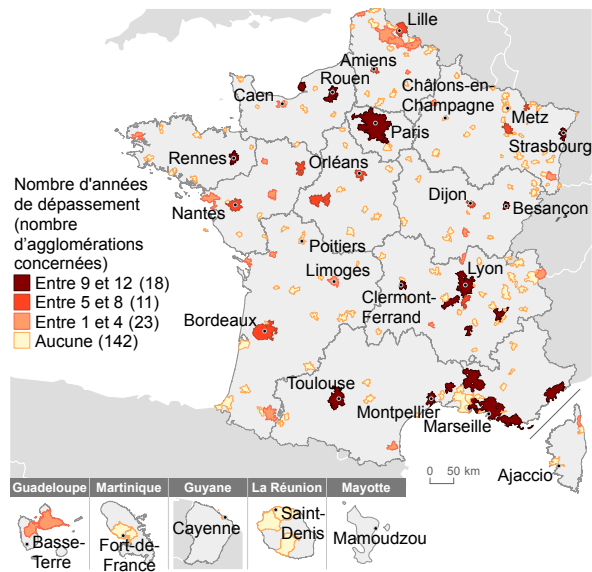 Lille
Amiens
Rouen
Caen
Châlons-en-
Champagne
Metz
Paris
Strasbourg
Rennes
Orléans
Nombre d'années
de dépassement
(nombre
d'agglomérations
concernées)
Entre 9 et 12 (18)
Entre 5 et 8 (11)
Entre 1 et 4 (23)
Aucune (142)
Nantes
Dijon
Besançon
Poitiers
Limoges
Lyon
Clermont-
Ferrand
Bordeaux
Toulouse
Montpellier
Marseille
0 50 km
Ajaccio
Guadeloupe
Martinique
Guyane
La Réunion
Mayotte
Basse-
Terre
Fort-de-
France
Cayenne
Saint-
Denis
Mamoudzou